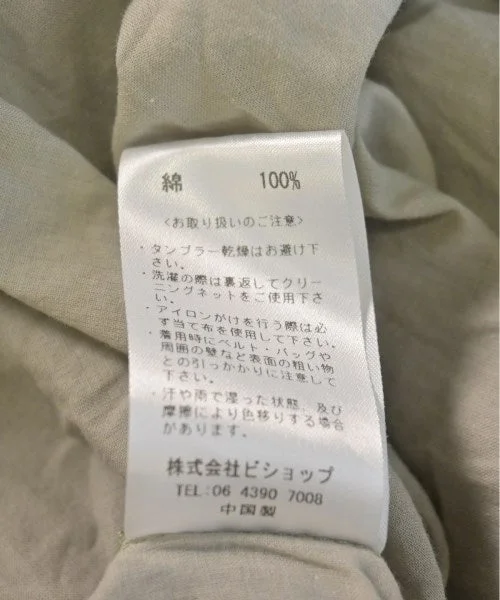 綿 100%
<お取り扱いのご注意>
・タンブラー乾燥はお避け下
さい。
・洗濯の際は裏返してクリー
ニングネットをご使用下さ
い。
・アイロンがけを行う際は必
ず当て布を使用して下さい。
・着用時にベルト・バッグや
周囲の壁など表面の粗い物
との引っかかりに注意して
下さい。
・汗や雨で湿った状態、及び
摩擦により色移りする場合
があります。
株式会社ビショップ
TEL:06 4390 7008
中国製